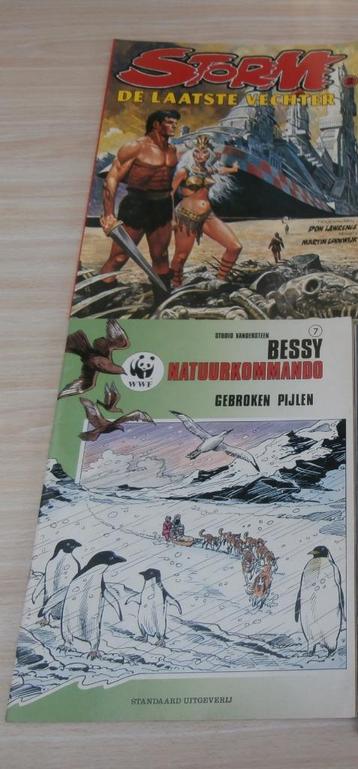 STORM
DE LAATSTE VECHTER
DON LAWRENCE
MARTIN LODEWIJK
STUDIO VANDERSTEEN
7
BESSY
NATUURKOMMANDO
GEBROKEN PIJLEN
WWF
STANDAARD UITGEVERIJ